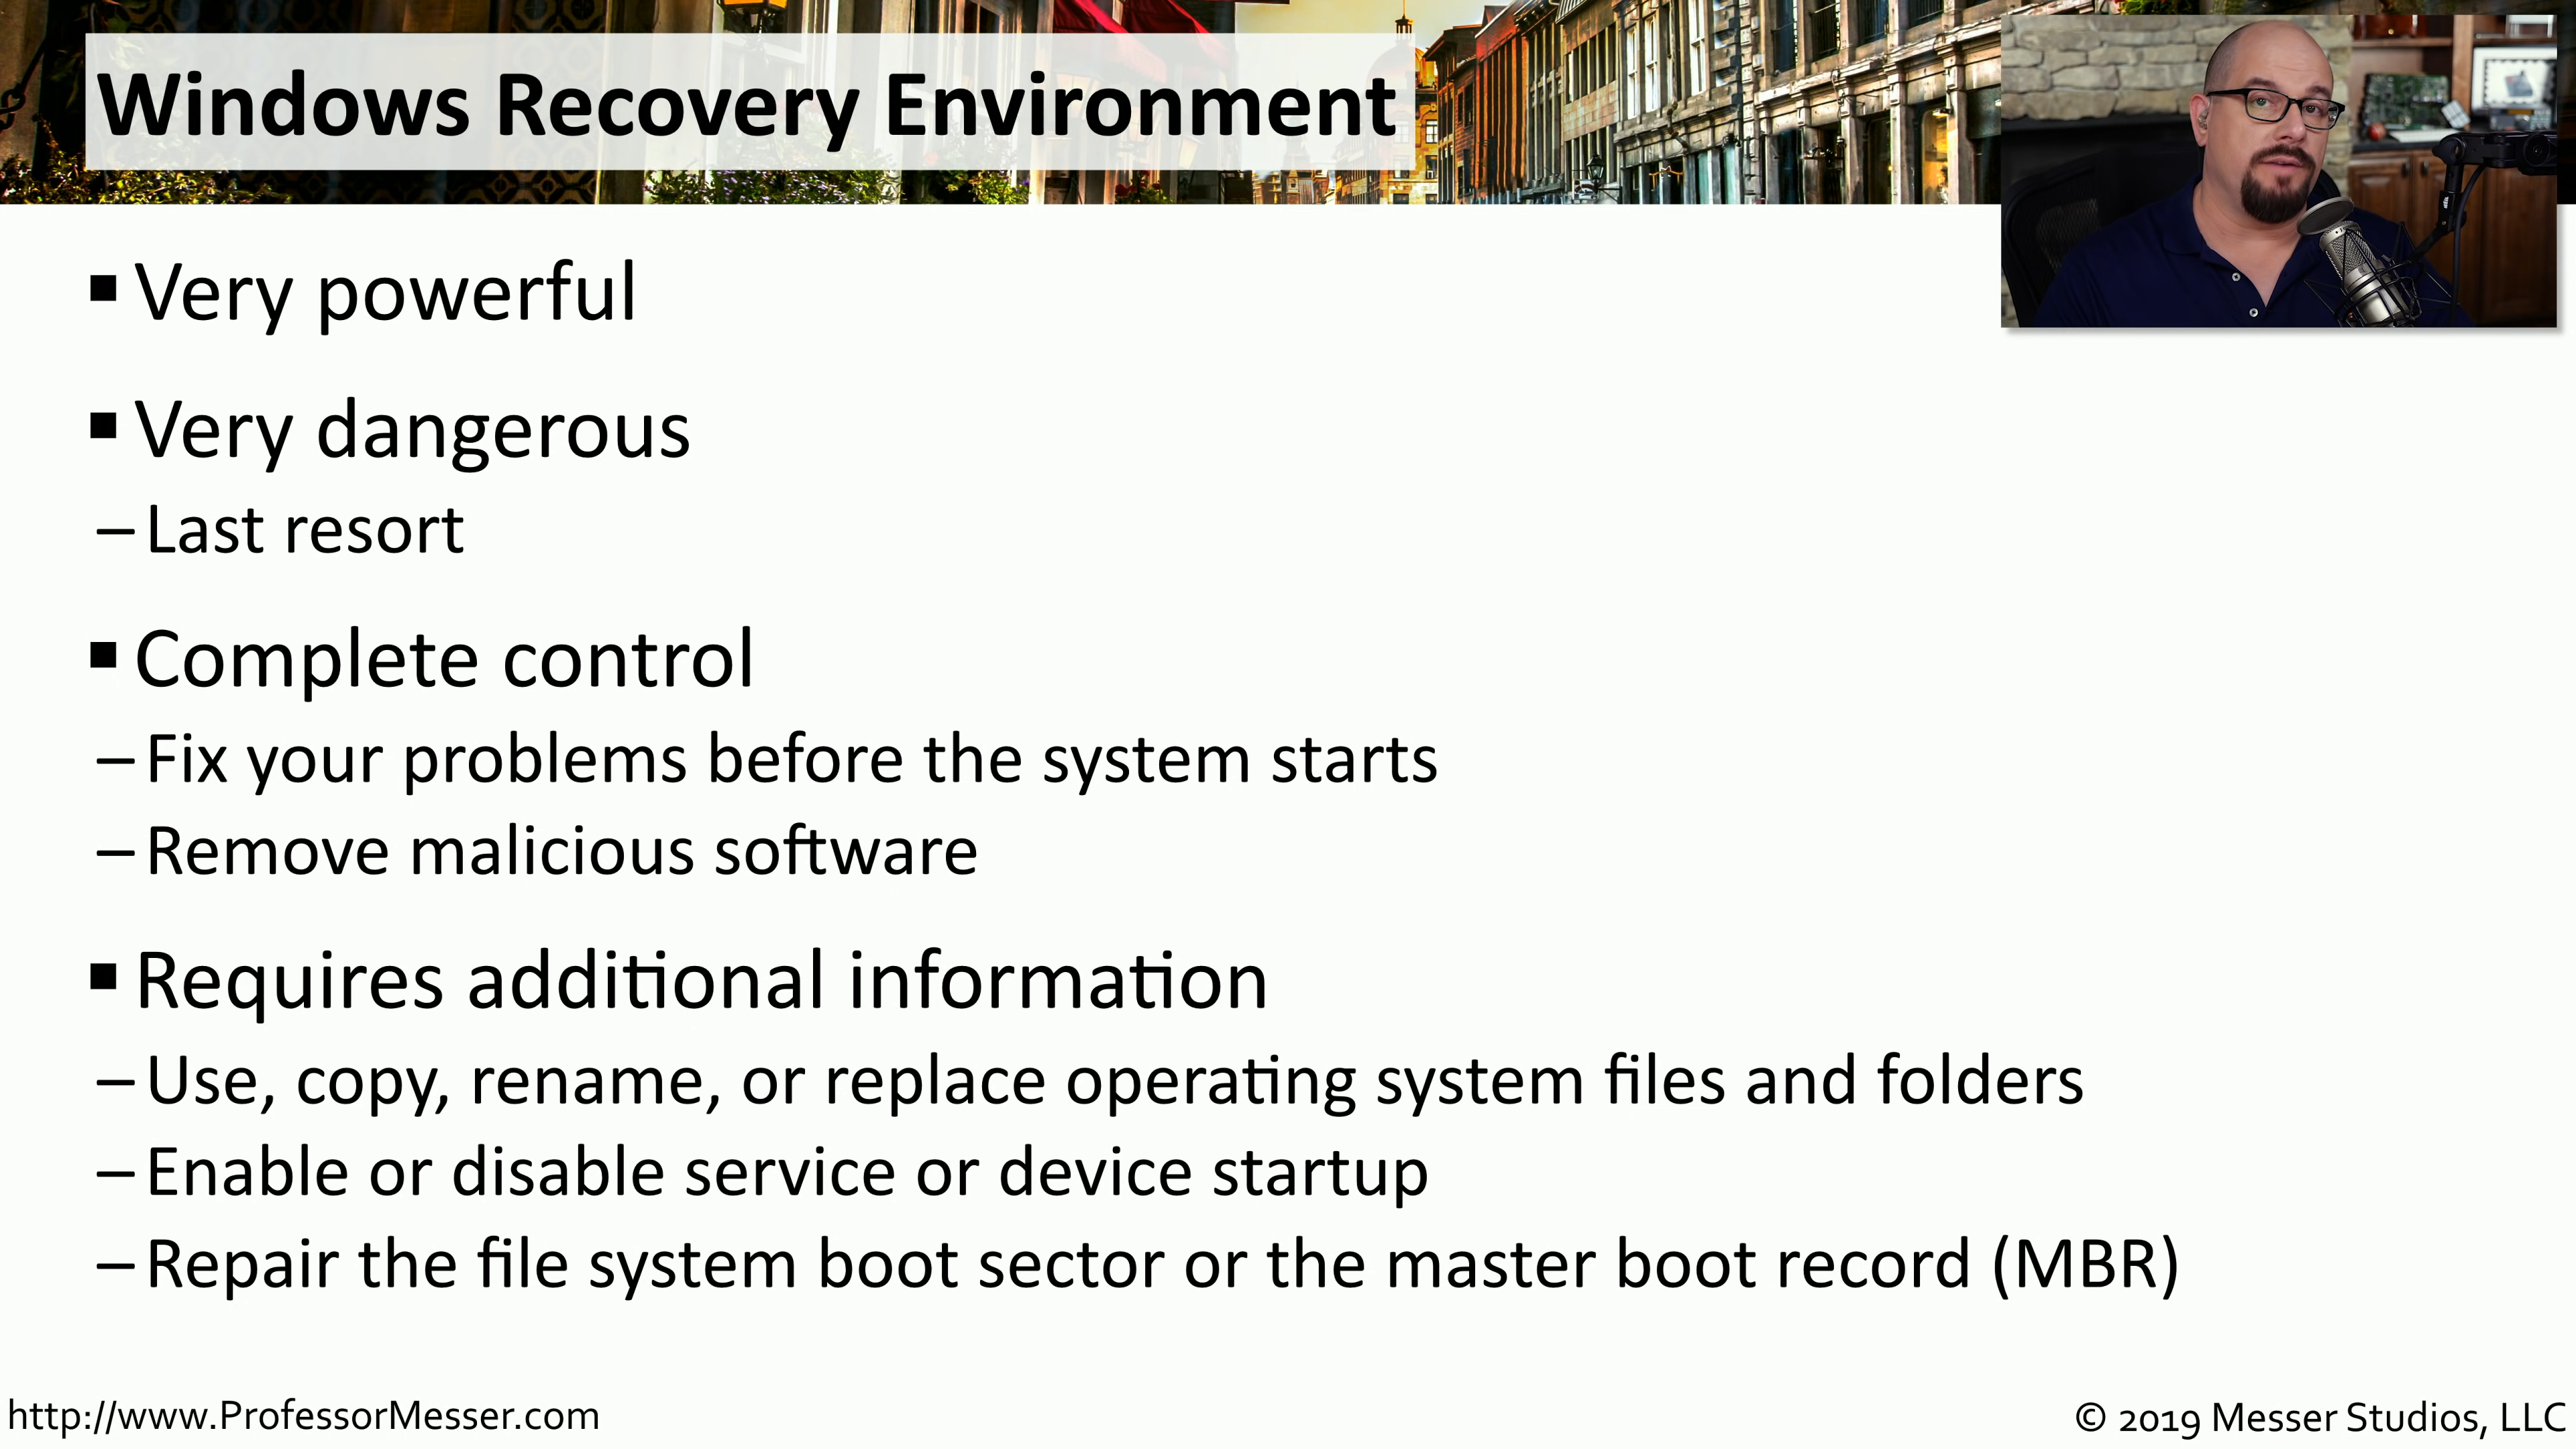 Windows Recovery Environment
▪ Very powerful
▪ Very dangerous
– Last resort
▪ Complete control
– Fix your problems before the system starts
– Remove malicious software
▪ Requires additional information
– Use, copy, rename, or replace operating system files and folders
– Enable or disable service or device startup
– Repair the file system boot sector or the master boot record (MBR)
http://www.ProfessorMesser.com
© 2019 Messer Studios, LLC